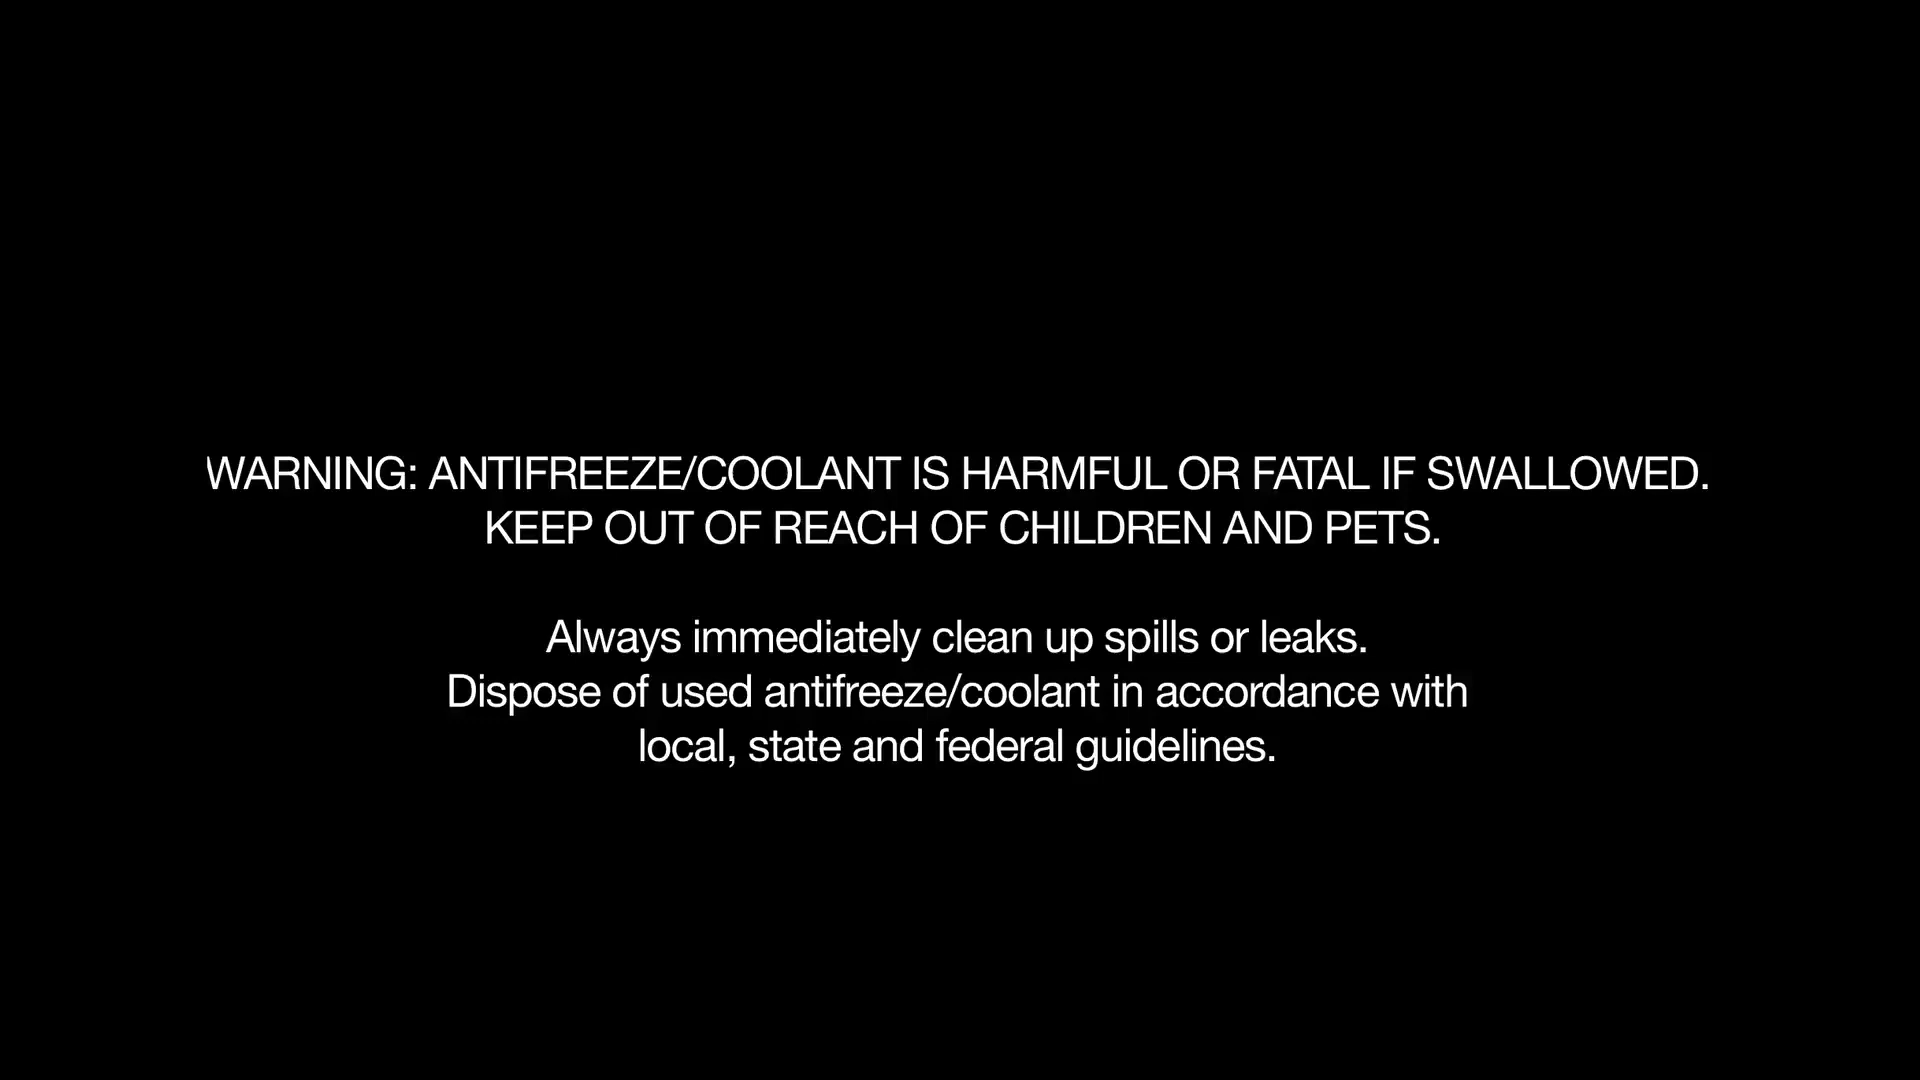 WARNING: ANTIFREEZE/COOLANT IS HARMFUL OR FATAL IF SWALLOWED.
KEEP OUT OF REACH OF CHILDREN AND PETS.
Always immediately clean up spills or leaks.
Dispose of used antifreeze/coolant in accordance with
local, state and federal guidelines.